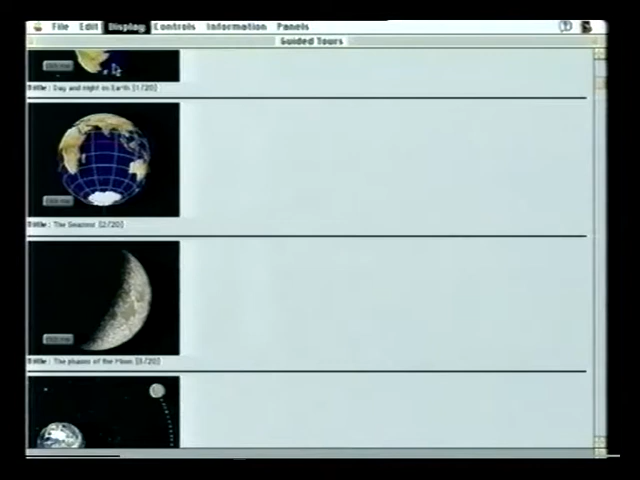 File Edit Display Controls Information Panels
Guided Tours
Title : Day and night on Earth (1/20)
Title : The Seasons (2/20)
Title : The phases of the Moon (3/20)